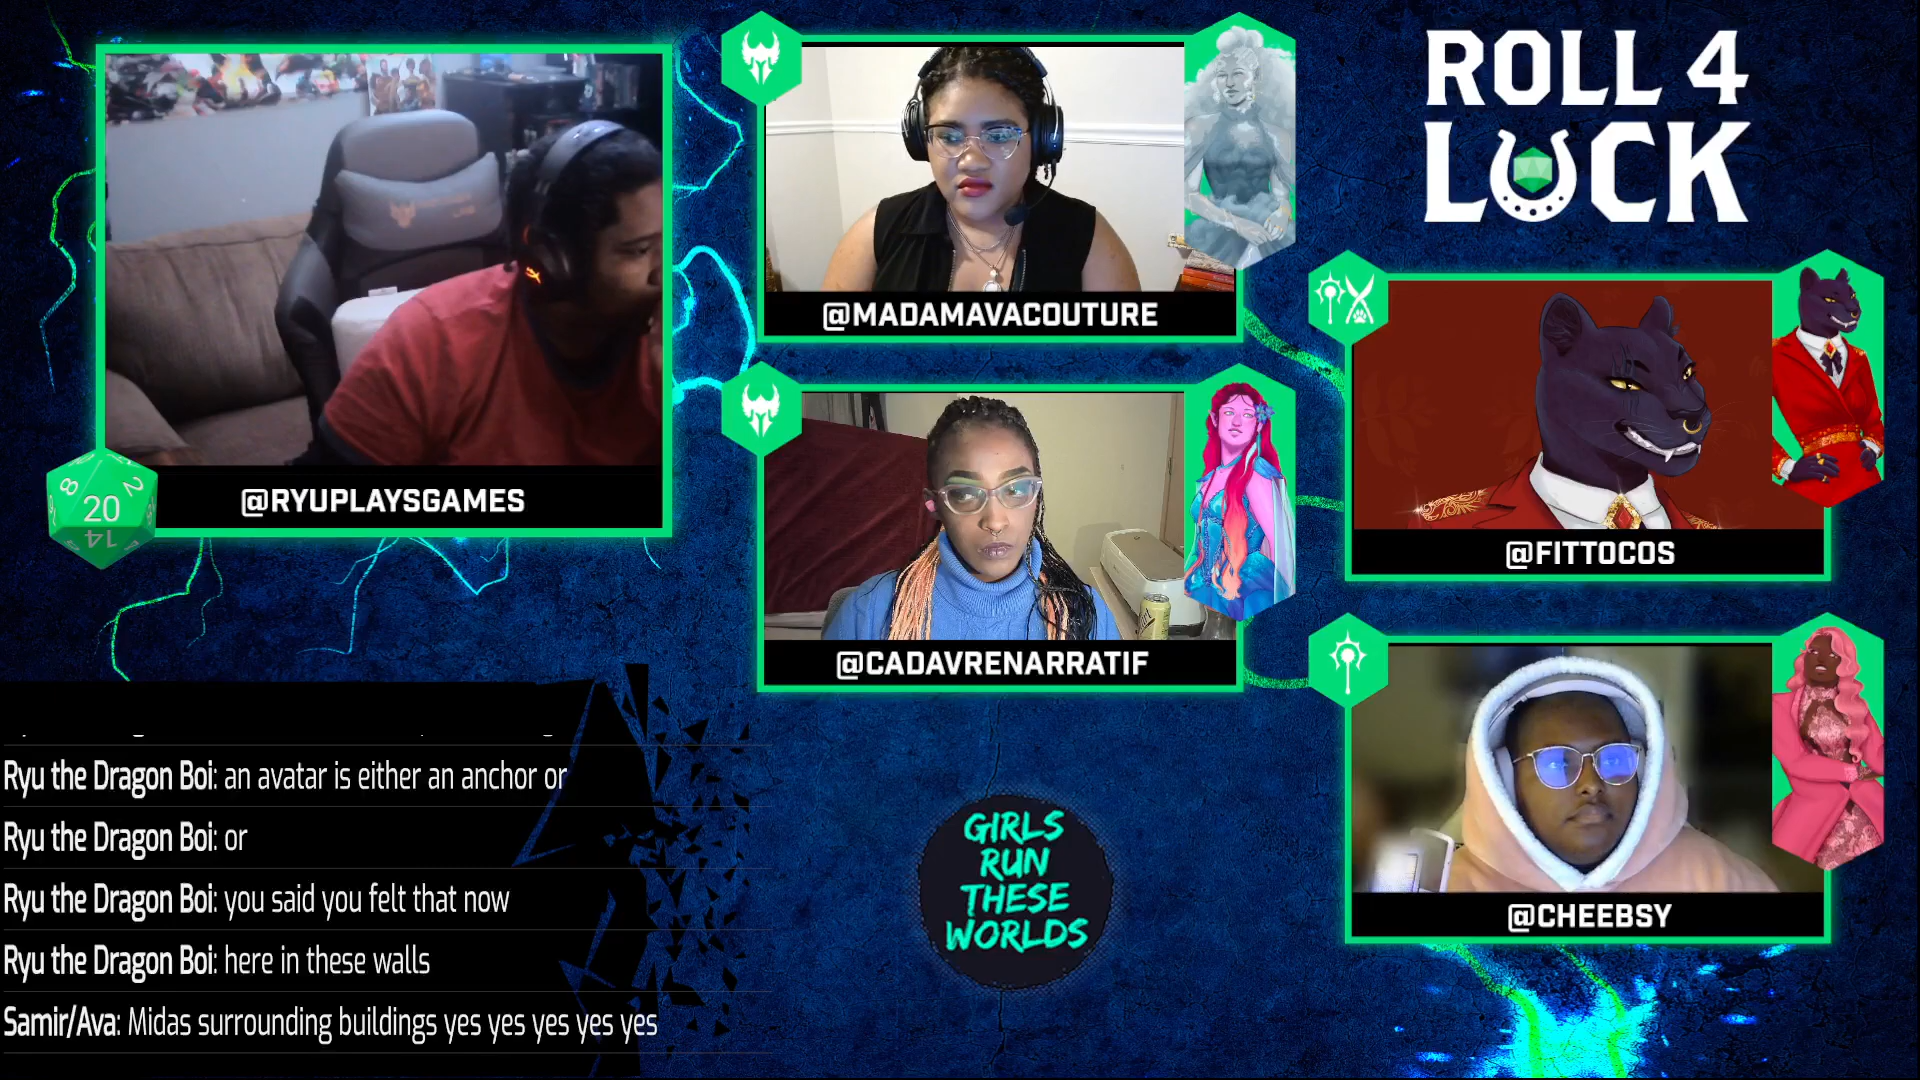 ROLL 4
LUCK
@RYUPLAYSGAMES
8
2
20
14
@MADAMAVACOUTURE
@CADAVRENARRATIF
@FITTOCOS
@CHEEBSY
Ryu the Dragon Boi: an avatar is either an anchor or
Ryu the Dragon Boi: or
Ryu the Dragon Boi: you said you felt that now
Ryu the Dragon Boi: here in these walls
Samir/Ava: Midas surrounding buildings yes yes yes yes yes
GIRLS
RUN
THESE
WORLDS